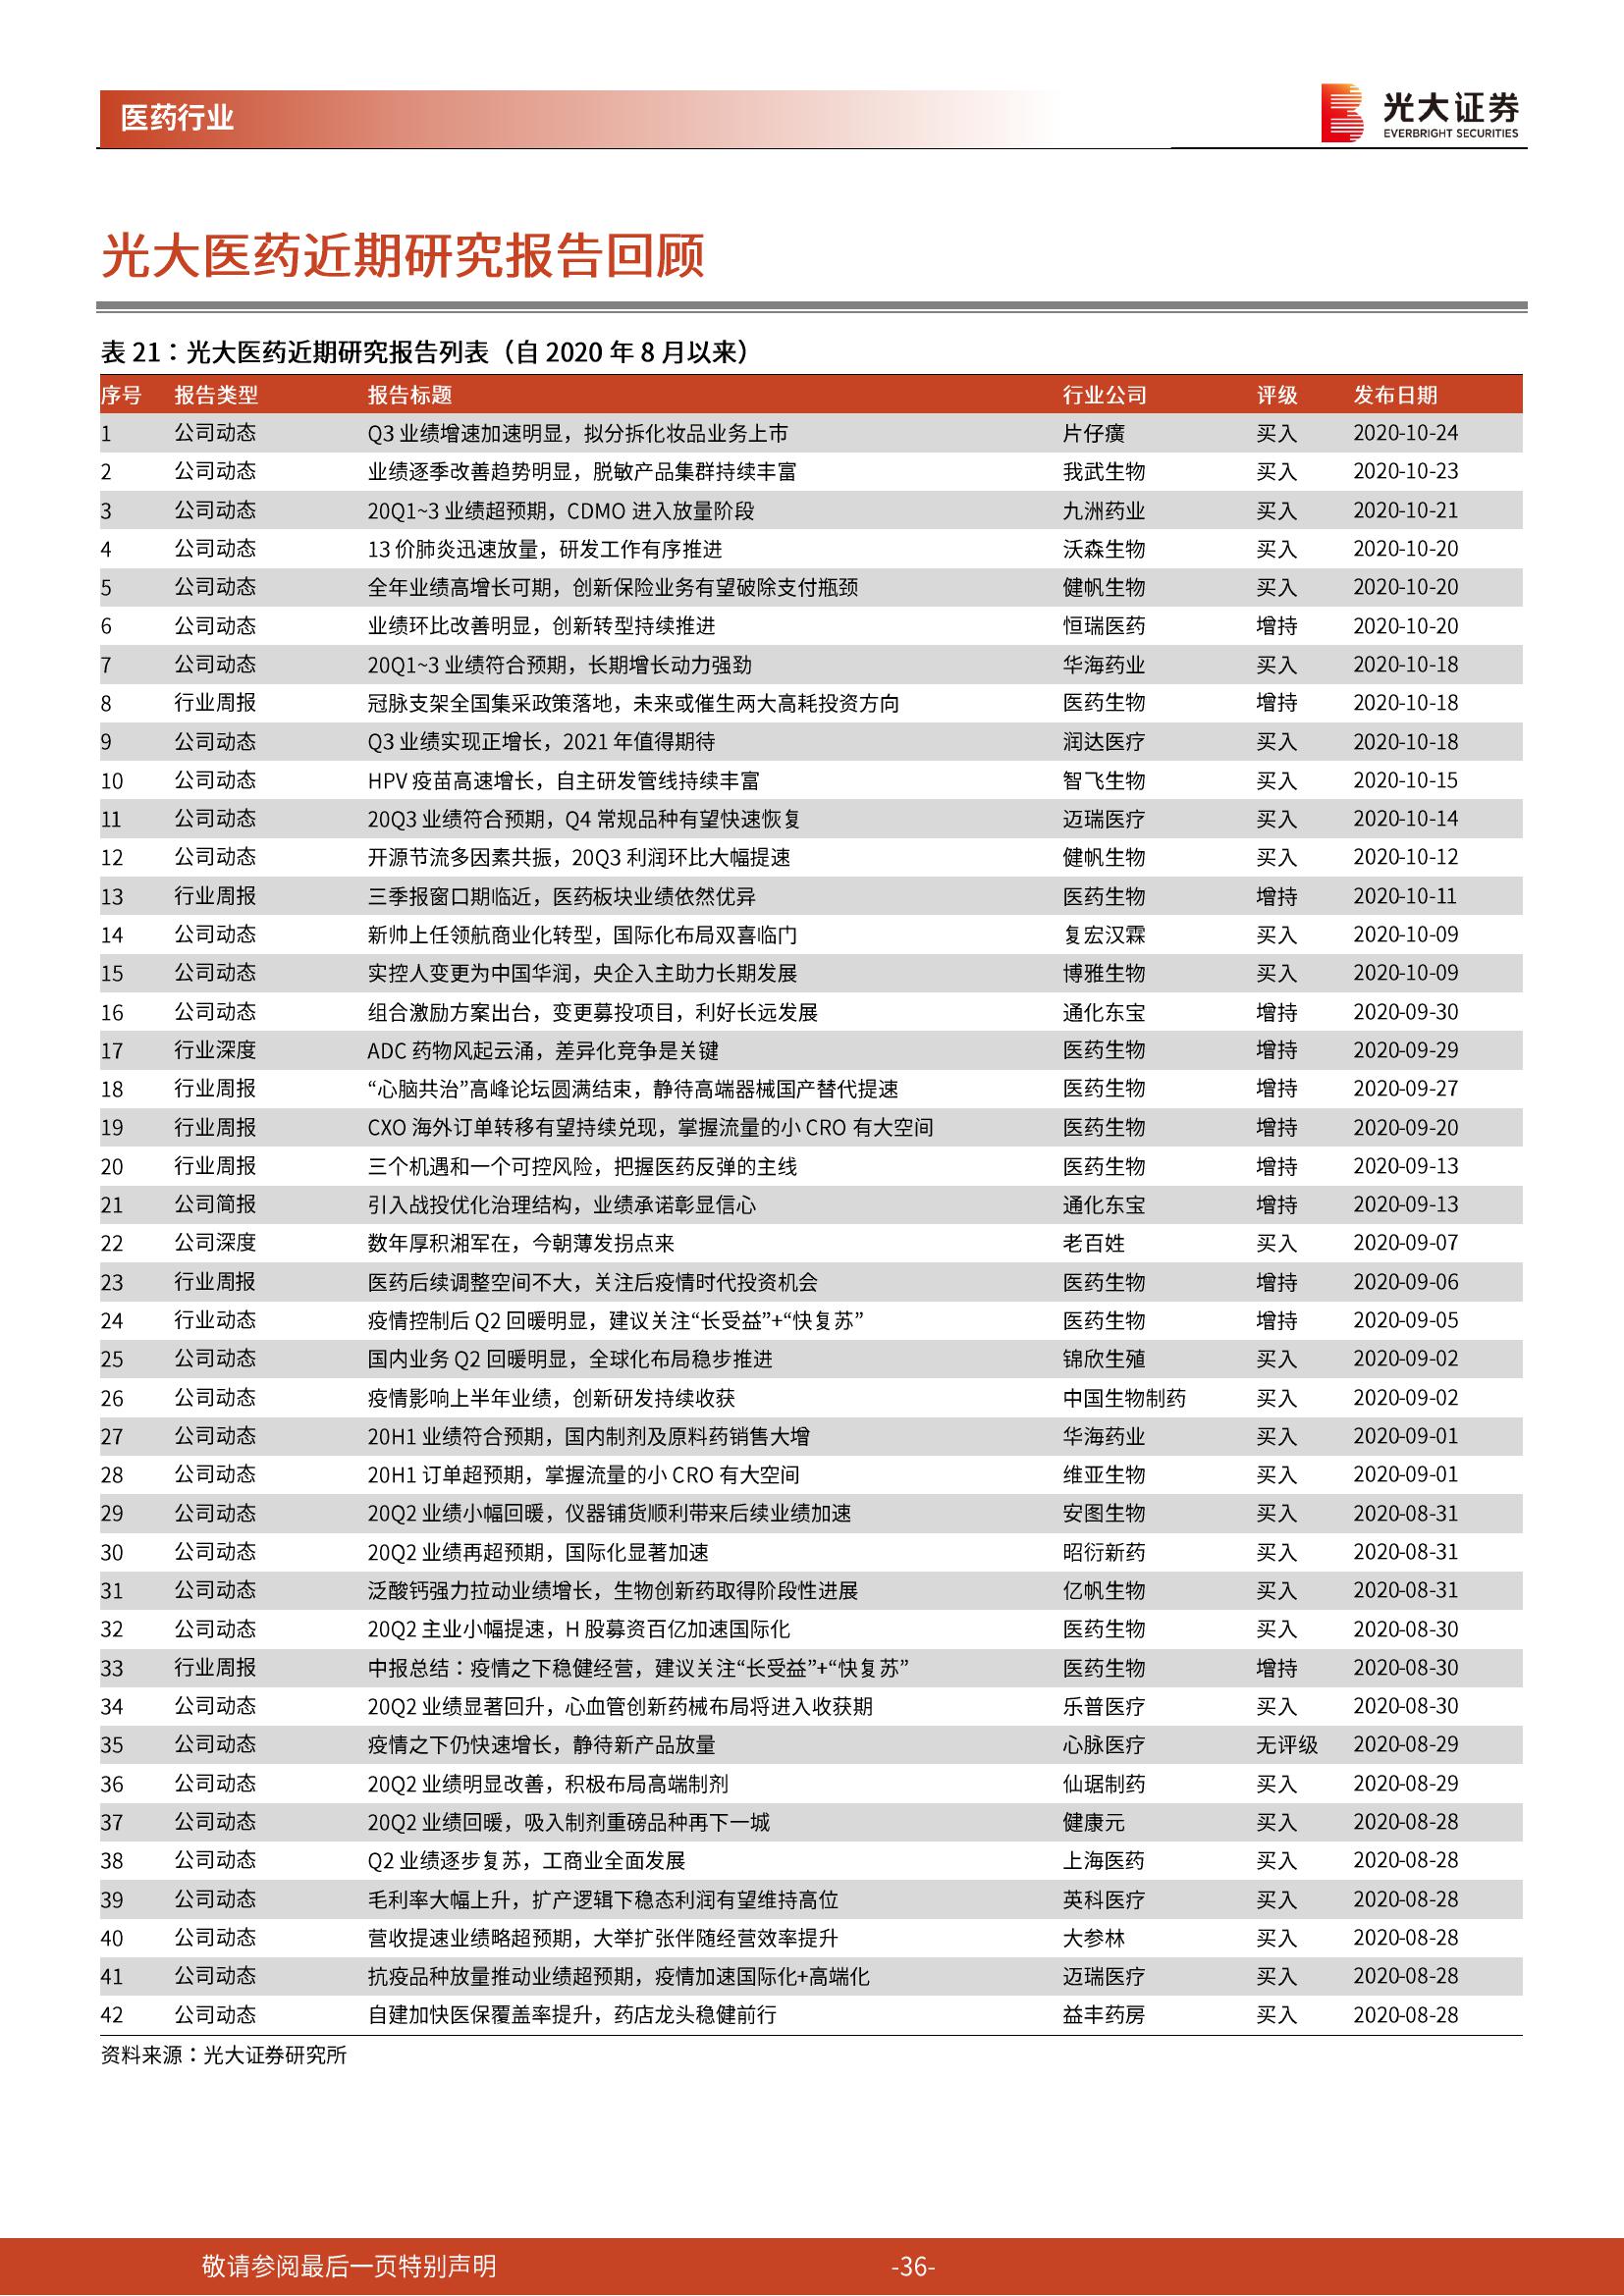 医药行业
光大证券
EVERBRIGHT SECURITIES
光大医药近期研究报告回顾
表 21：光大医药近期研究报告列表（自 2020 年 8 月以来）
序号 报告类型 报告标题 行业公司 评级 发布日期
1 公司动态 Q3 业绩增速加速明显，拟分拆化妆品业务上市 片仔癀 买入 2020-10-24
2 公司动态 业绩逐季改善趋势明显，脱敏产品集群持续丰富 我武生物 买入 2020-10-23
3 公司动态 20Q1~3 业绩超预期，CDMO 进入放量阶段 九洲药业 买入 2020-10-21
4 公司动态 13 价肺炎迅速放量，研发工作有序推进 沃森生物 买入 2020-10-20
5 公司动态 全年业绩高增长可期，创新保险业务有望破除支付瓶颈 健帆生物 买入 2020-10-20
6 公司动态 业绩环比改善明显，创新转型持续推进 恒瑞医药 增持 2020-10-20
7 公司动态 20Q1~3 业绩符合预期，长期增长动力强劲 华海药业 买入 2020-10-18
8 行业周报 冠脉支架全国集采政策落地，未来或催生两大高耗投资方向 医药生物 增持 2020-10-18
9 公司动态 Q3 业绩实现正增长，2021 年值得期待 润达医疗 买入 2020-10-18
10 公司动态 HPV 疫苗高速增长，自主研发管线持续丰富 智飞生物 买入 2020-10-15
11 公司动态 20Q3 业绩符合预期，Q4 常规品种有望快速恢复 迈瑞医疗 买入 2020-10-14
12 公司动态 开源节流多因素共振，20Q3 利润环比大幅提速 健帆生物 买入 2020-10-12
13 行业周报 三季报窗口期临近，医药板块业绩依然优异 医药生物 增持 2020-10-11
14 公司动态 新帅上任领航商业化转型，国际化布局双喜临门 复宏汉霖 买入 2020-10-09
15 公司动态 实控人变更为中国华润，央企入主助力长期发展 博雅生物 买入 2020-10-09
16 公司动态 组合激励方案出台，变更募投项目，利好长远发展 通化东宝 增持 2020-09-30
17 行业深度 ADC 药物风起云涌，差异化竞争是关键 医药生物 增持 2020-09-29
18 行业周报 “心脑共治”高峰论坛圆满结束，静待高端器械国产替代提速 医药生物 增持 2020-09-27
19 行业周报 CXO 海外订单转移有望持续兑现，掌握流量的小 CRO 有大空间 医药生物 增持 2020-09-20
20 行业周报 三个机遇和一个可控风险，把握医药反弹的主线 医药生物 增持 2020-09-13
21 公司简报 引入战投优化治理结构，业绩承诺彰显信心 通化东宝 增持 2020-09-13
22 公司深度 数年厚积湘军在，今朝薄发拐点来 老百姓 买入 2020-09-07
23 行业周报 医药后续调整空间不大，关注后疫情时代投资机会 医药生物 增持 2020-09-06
24 行业动态 疫情控制后 Q2 回暖明显，建议关注“长受益”+“快复苏” 医药生物 增持 2020-09-05
25 公司动态 国内业务 Q2 回暖明显，全球化布局稳步推进 锦欣生殖 买入 2020-09-02
26 公司动态 疫情影响上半年业绩，创新研发持续收获 中国生物制药 买入 2020-09-02
27 公司动态 20H1 业绩符合预期，国内制剂及原料药销售大增 华海药业 买入 2020-09-01
28 公司动态 20H1 订单超预期，掌握流量的小 CRO 有大空间 维亚生物 买入 2020-09-01
29 公司动态 20Q2 业绩小幅回暖，仪器铺货顺利带来后续业绩加速 安图生物 买入 2020-08-31
30 公司动态 20Q2 业绩再超预期，国际化显著加速 昭衍新药 买入 2020-08-31
31 公司动态 泛酸钙强力拉动业绩增长，生物创新药取得阶段性进展 亿帆生物 买入 2020-08-31
32 公司动态 20Q2 主业小幅提速，H 股募资百亿加速国际化 医药生物 买入 2020-08-30
33 行业周报 中报总结：疫情之下稳健经营，建议关注“长受益”+“快复苏” 医药生物 增持 2020-08-30
34 公司动态 20Q2 业绩显著回升，心血管创新药械布局将进入收获期 乐普医疗 买入 2020-08-30
35 公司动态 疫情之下仍快速增长，静待新产品放量 心脉医疗 无评级 2020-08-29
36 公司动态 20Q2 业绩明显改善，积极布局高端制剂 仙琚制药 买入 2020-08-29
37 公司动态 20Q2 业绩回暖，吸入制剂重磅品种再下一城 健康元 买入 2020-08-28
38 公司动态 Q2 业绩逐步复苏，工商业全面发展 上海医药 买入 2020-08-28
39 公司动态 毛利率大幅上升，扩产逻辑下稳态利润有望维持高位 英科医疗 买入 2020-08-28
40 公司动态 营收提速业绩略超预期，大举扩张伴随经营效率提升 大参林 买入 2020-08-28
41 公司动态 抗疫品种放量推动业绩超预期，疫情加速国际化+高端化 迈瑞医疗 买入 2020-08-28
42 公司动态 自建加快医保覆盖率提升，药店龙头稳健前行 益丰药房 买入 2020-08-28
资料来源：光大证券研究所
敬请参阅最后一页特别声明 -36-